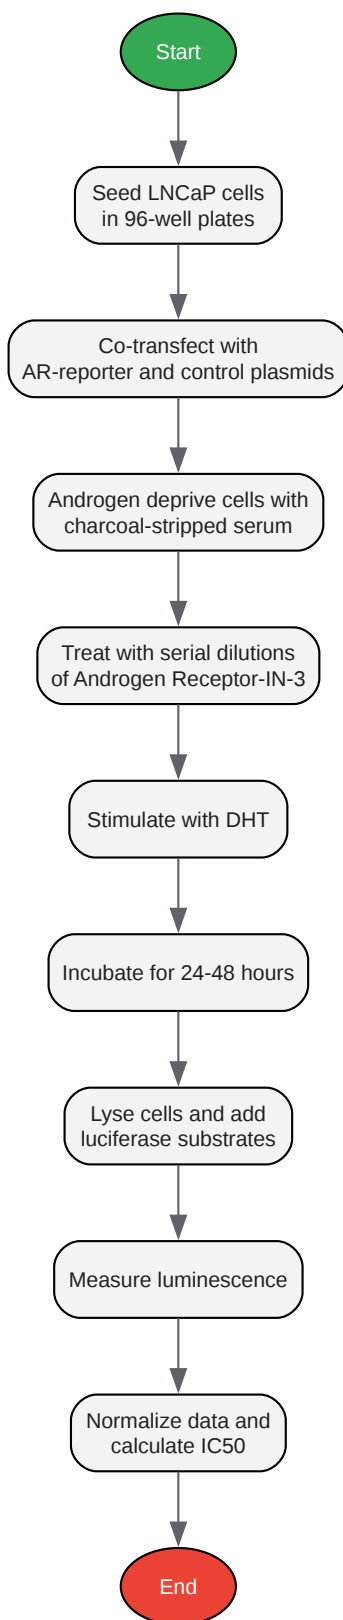 Start
Seed LNCaP cells
in 96-well plates
Co-transfect with
AR-reporter and control plasmids
Androgen deprive cells with
charcoal-stripped serum
Treat with serial dilutions
of Androgen Receptor-IN-3
Stimulate with DHT
Incubate for 24-48 hours
Lyse cells and add
luciferase substrates
Measure luminescence
Normalize data and
calculate IC50
End